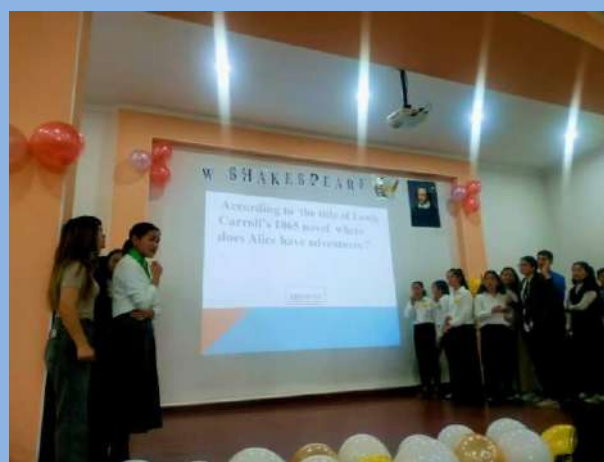 W SHAKESPEARE
According to the title of Lewis
Carroll's 1865 novel, where
does Alice have adventures?